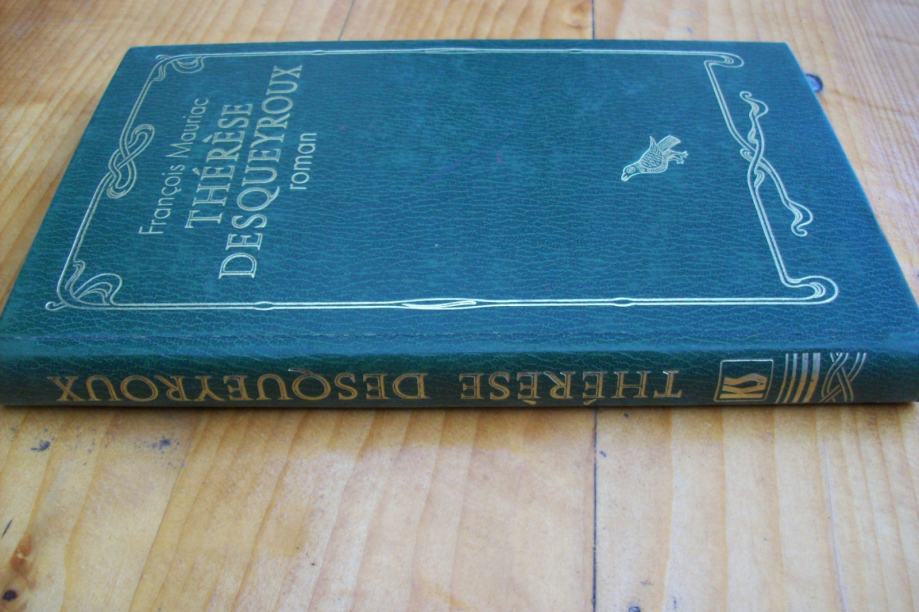 François Mauriac
THÉRÈSE
DESQUEYROUX
roman
THÉRÈSE DESQUEYROUX
KS